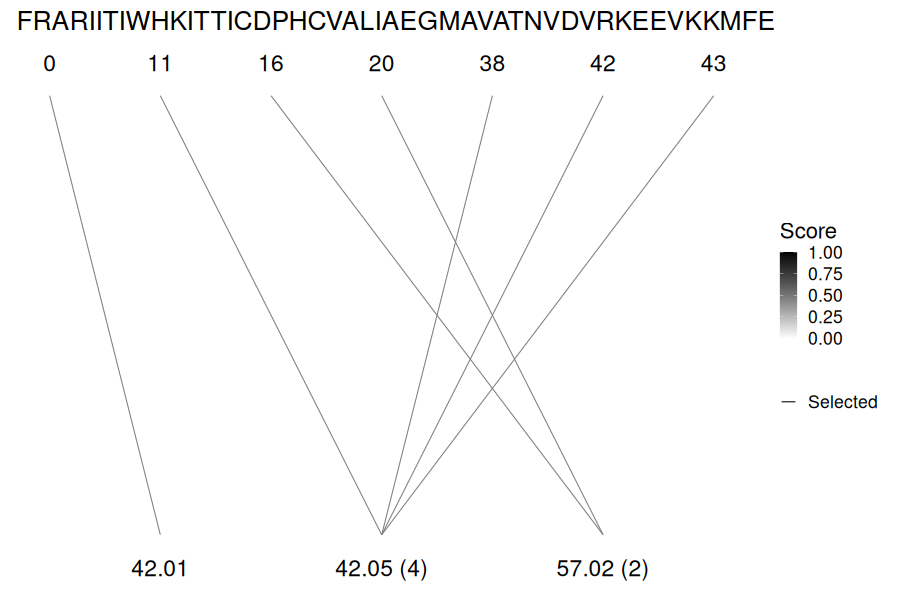 FRARIITIWHKITTICDPHCVALIAEGMAVATNVDVRKEEVKKMFE
0 11 16 20 38 42 43
Score
1.00
0.75
0.50
0.25
0.00
Selected
42.01 42.05 (4) 57.02 (2)